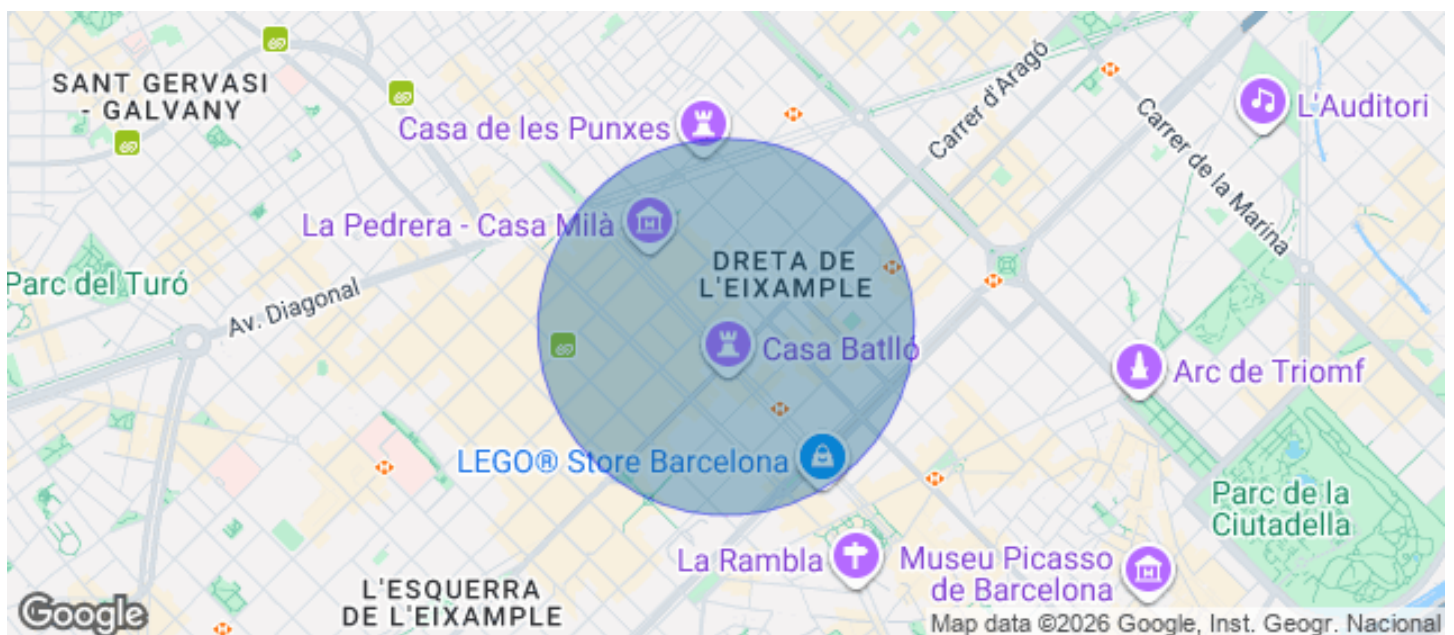 SANT GERVASI
- GALVANY
Casa de les Punxes
Carrer d'Aragó
L'Auditori
Carrer de la Marina
La Pedrera - Casa Milà
DRETA DE
L'EIXAMPLE
Parc del Turó
Av. Diagonal
Casa Batlló
Arc de Triomf
LEGO® Store Barcelona
Parc de la
Ciutadella
La Rambla
Museu Picasso
de Barcelona
L'ESQUERRA
DE L'EIXAMPLE
Google
Map data ©2026 Google, Inst. Geogr. Nacional